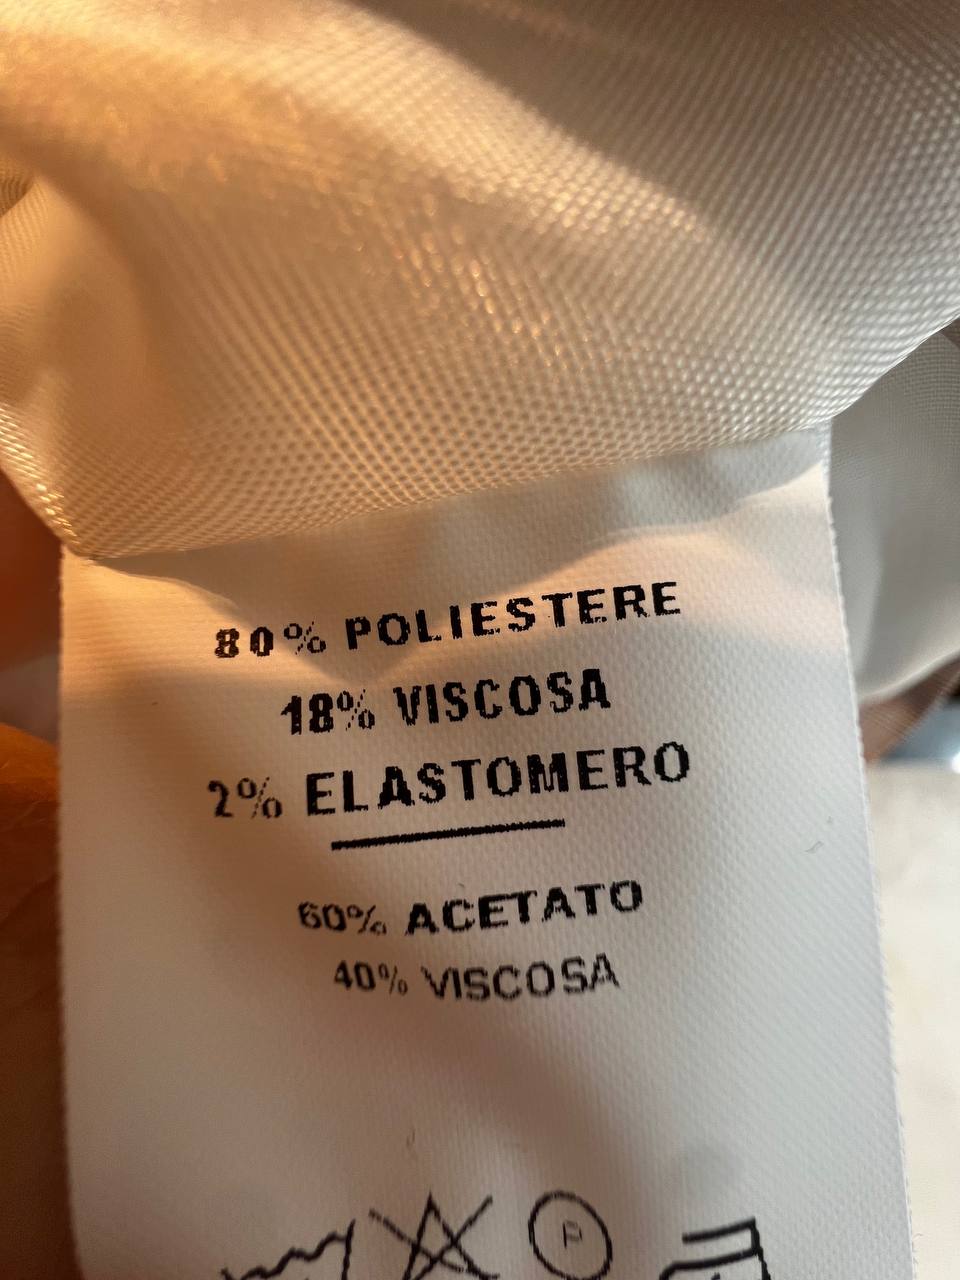 80% POLIESTERE
18% VISCOSA
2% ELASTOMERO
60% ACETATO
40% VISCOSA
P